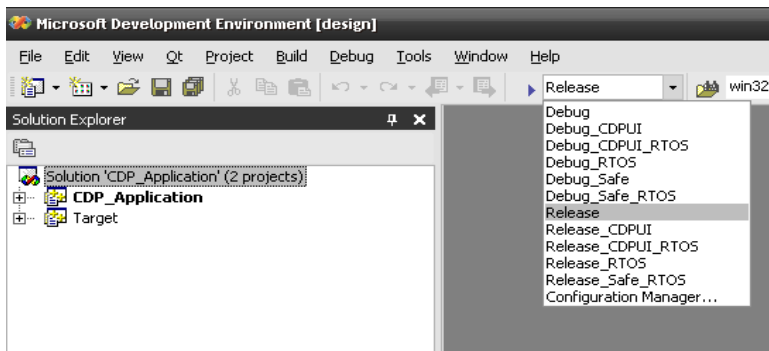 Microsoft Development Environment [design]
File Edit View Qt Project Build Debug Tools Window Help
Release win32
Solution Explorer
Solution 'CDP_Application' (2 projects)
CDP_Application
Target
Debug
Debug_CDPUI
Debug_CDPUI_RTOS
Debug_RTOS
Debug_Safe
Debug_Safe_RTOS
Release
Release_CDPUI
Release_CDPUI_RTOS
Release_RTOS
Release_Safe_RTOS
Configuration Manager...